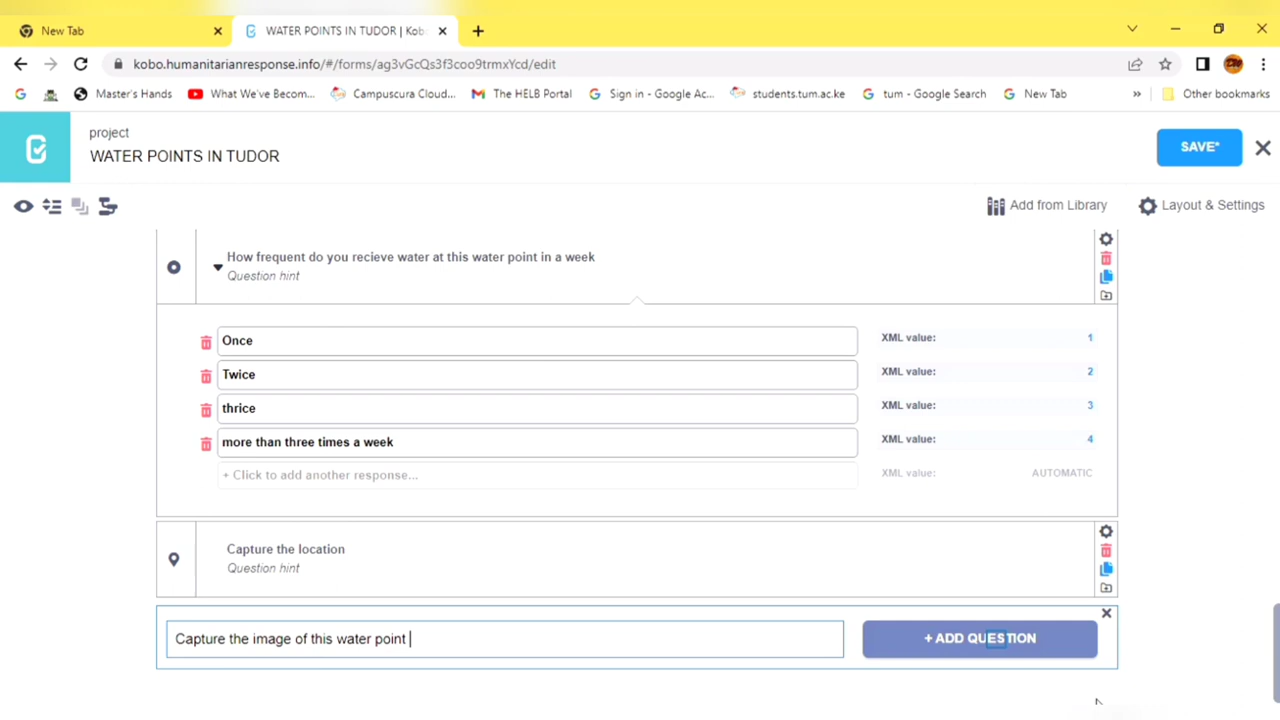 New Tab
WATER POINTS IN TUDOR | Kobo
kobo.humanitarianresponse.info/#/forms/ag3vGcQs3f3coo9trmxYcd/edit
Master's Hands
What We've Becom...
Campuscura Cloud...
The HELB Portal
Sign in - Google Ac...
students.tum.ac.ke
tum - Google Search
New Tab
»
Other bookmarks
project
WATER POINTS IN TUDOR
SAVE*
Add from Library
Layout & Settings
How frequent do you recieve water at this water point in a week
Question hint
Once
XML value: 1
Twice
XML value: 2
thrice
XML value: 3
more than three times a week
XML value: 4
+ Click to add another response...
XML value: AUTOMATIC
Capture the location
Question hint
Capture the image of this water point
+ ADD QUESTION